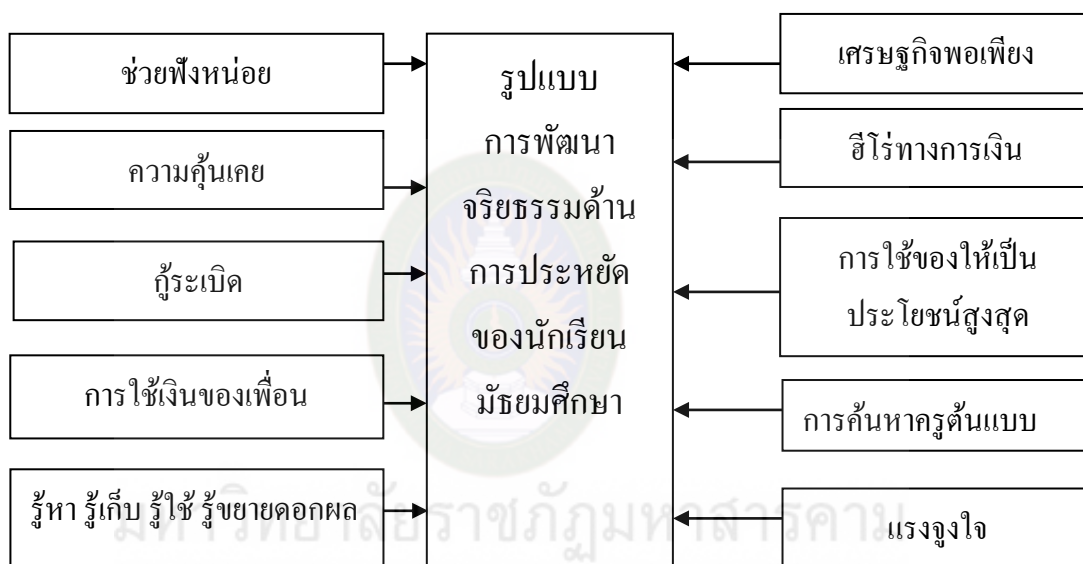 ช่วยฟังหน่อย
ความคุ้นเคย
กู้ระเบิด
การใช้เงินของเพื่อน
รู้หา รู้เก็บ รู้ใช้ รู้ขยายดอกผล
รูปแบบ
การพัฒนา
จริยธรรมด้าน
การประหยัด
ของนักเรียน
มัธยมศึกษา
เศรษฐกิจพอเพียง
ฮีโร่ทางการเงิน
การใช้ของให้เป็น
ประโยชน์สูงสุด
การค้นหาครูต้นแบบ
แรงจูงใจ
มหาวิทยาลัยราชภัฏมหาสารคาม